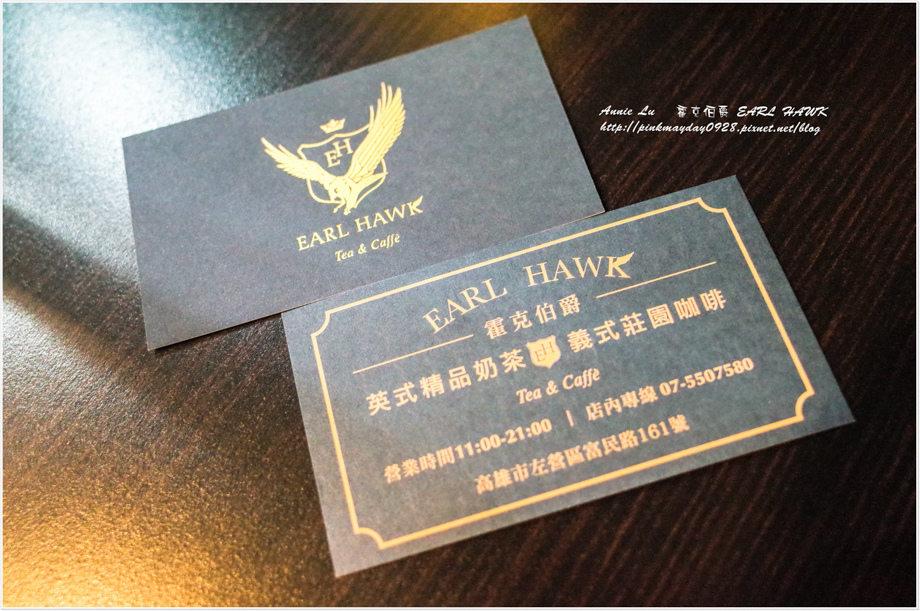 Annie Lu 霍克伯爵 EARL HAWK
http://pinkmayday0928.pixnet.net/blog
EH
EARL HAWK
Tea & Caffè
EARL HAWK
霍克伯爵
英式精品奶茶 EH 義式莊園咖啡
Tea & Caffè
營業時間11:00-21:00 | 店內專線 07-5507580
高雄市左營區富民路161號